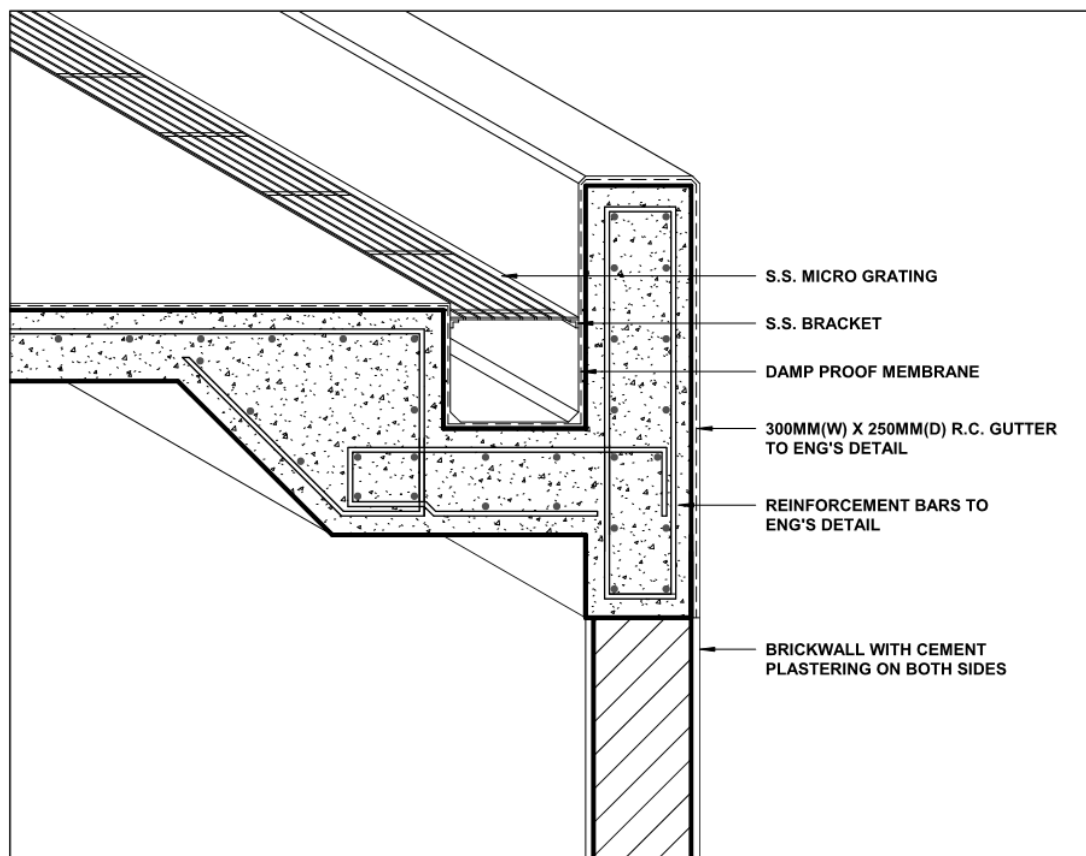 S.S. MICRO GRATING
S.S. BRACKET
DAMP PROOF MEMBRANE
300MM(W) X 250MM(D) R.C. GUTTER
TO ENG'S DETAIL
REINFORCEMENT BARS TO
ENG'S DETAIL
BRICKWALL WITH CEMENT
PLASTERING ON BOTH SIDES